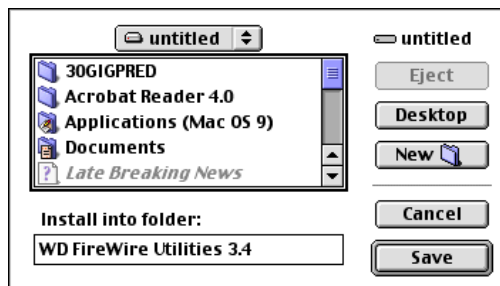 untitled
untitled
30GIGPRED
Acrobat Reader 4.0
Applications (Mac OS 9)
Documents
Late Breaking News
Eject
Desktop
New
Install into folder:
WD FireWire Utilities 3.4
Cancel
Save